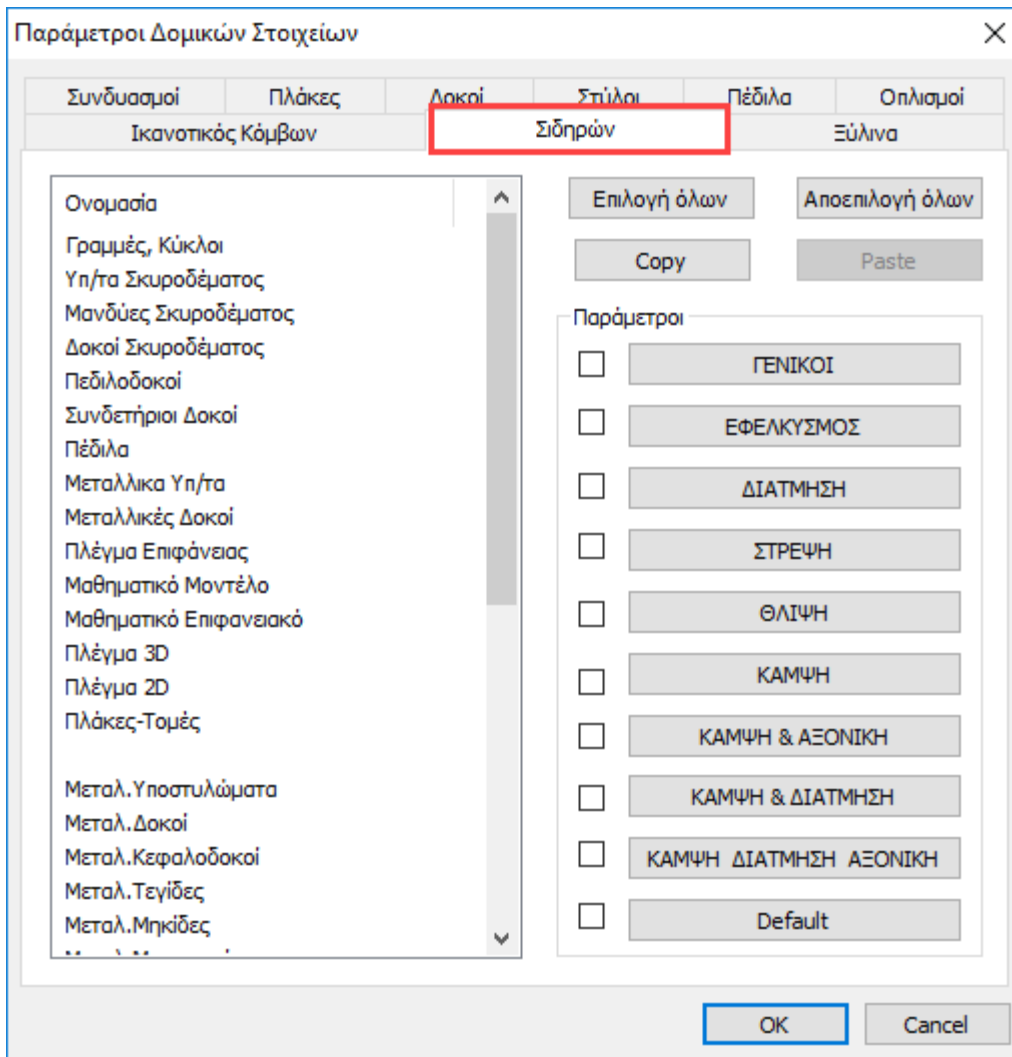 Παράμετροι Δομικών Στοιχείων
Συνδυασμοί Πλάκες Δοκοί Στύλοι Πέδιλα Οπλισμοί
Ικανοτικός Κόμβων Σιδηρών Ξύλινα
Ονομασία
Γραμμές, Κύκλοι
Υπ/τα Σκυροδέματος
Μανδύες Σκυροδέματος
Δοκοί Σκυροδέματος
Πεδιλοδοκοί
Συνδετήριοι Δοκοί
Πέδιλα
Μεταλλικα Υπ/τα
Μεταλλικές Δοκοί
Πλέγμα Επιφάνειας
Μαθηματικό Μοντέλο
Μαθηματικό Επιφανειακό
Πλέγμα 3D
Πλέγμα 2D
Πλάκες-Τομές
Μεταλ.Υποστυλώματα
Μεταλ.Δοκοί
Μεταλ.Κεφαλοδοκοί
Μεταλ.Τεγίδες
Μεταλ.Μηκίδες
Επιλογή όλων Αποεπιλογή όλων
Copy Paste
Παράμετροι
ΓΕΝΙΚΟΙ
ΕΦΕΛΚΥΣΜΟΣ
ΔΙΑΤΜΗΣΗ
ΣΤΡΕΨΗ
ΘΛΙΨΗ
ΚΑΜΨΗ
ΚΑΜΨΗ & ΑΞΟΝΙΚΗ
ΚΑΜΨΗ & ΔΙΑΤΜΗΣΗ
ΚΑΜΨΗ ΔΙΑΤΜΗΣΗ ΑΞΟΝΙΚΗ
Default
OK Cancel